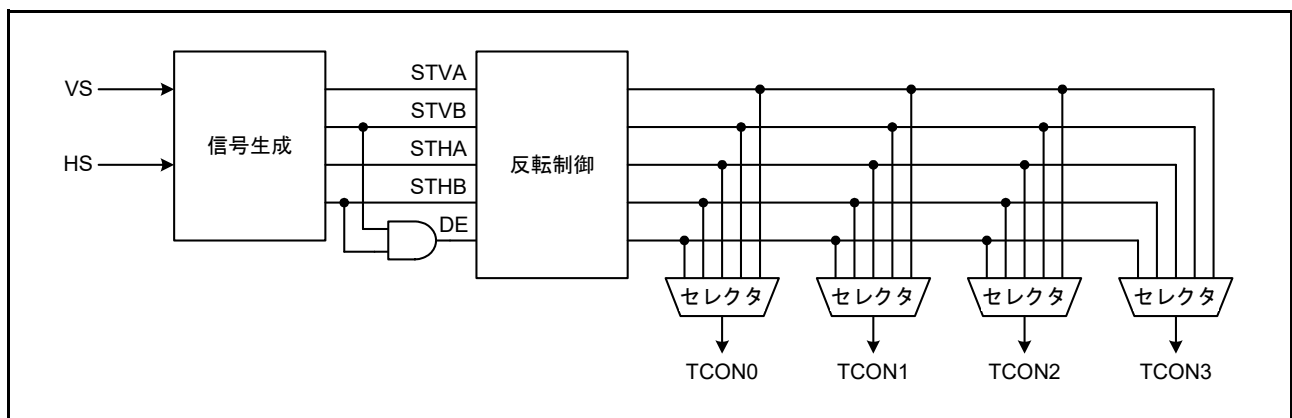 VS
HS
信号生成
STVA
STVB
STHA
STHB
DE
反転制御
セレクタ
セレクタ
セレクタ
セレクタ
TCON0
TCON1
TCON2
TCON3